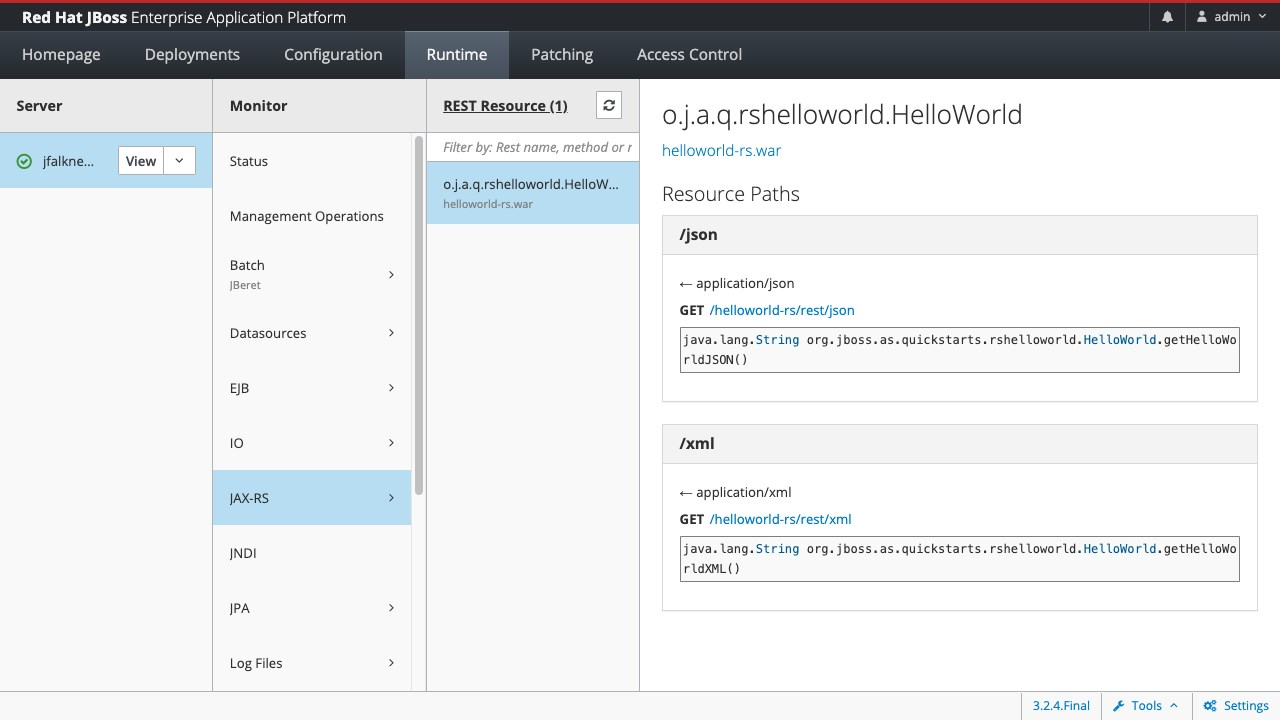 Red Hat JBoss Enterprise Application Platform
admin
Homepage
Deployments
Configuration
Runtime
Patching
Access Control
Server
jfalkne...
View
Monitor
Status
Management Operations
Batch
JBeret
Datasources
EJB
IO
JAX-RS
JNDI
JPA
Log Files
REST Resource (1)
Filter by: Rest name, method or r
o.j.a.q.rshelloworld.HelloW...
helloworld-rs.war
o.j.a.q.rshelloworld.HelloWorld
helloworld-rs.war
Resource Paths
/json
← application/json
GET /helloworld-rs/rest/json
java.lang.String org.jboss.as.quickstarts.rshelloworld.HelloWorld.getHelloWo
rldJSON()
/xml
← application/xml
GET /helloworld-rs/rest/xml
java.lang.String org.jboss.as.quickstarts.rshelloworld.HelloWorld.getHelloWo
rldXML()
3.2.4.Final
Tools
Settings